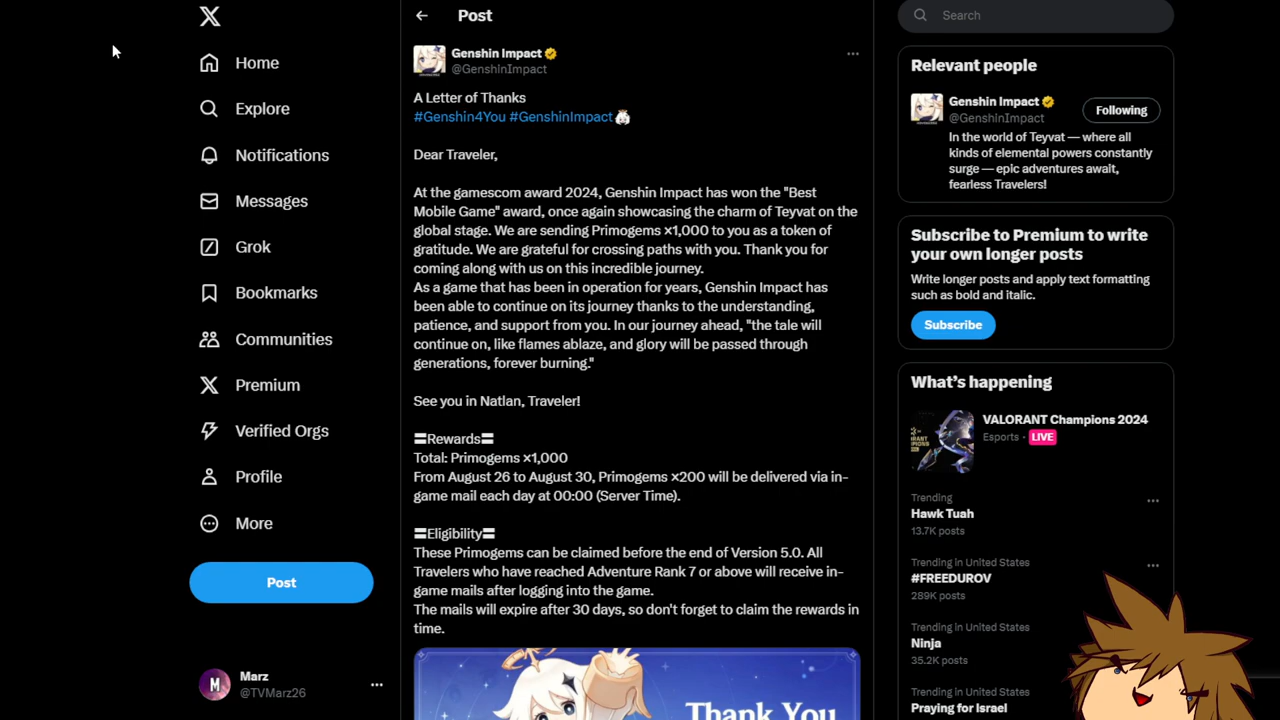 Home
Explore
Notifications
Messages
Grok
Bookmarks
Communities
Premium
Verified Orgs
Profile
More
Post
M
Marz
@TVMarz26
Post
Genshin Impact
@GenshinImpact
A Letter of Thanks
#Genshin4You #GenshinImpact
Dear Traveler,
At the gamescom award 2024, Genshin Impact has won the "Best
Mobile Game" award, once again showcasing the charm of Teyvat on the
global stage. We are sending Primogems ×1,000 to you as a token of
gratitude. We are grateful for crossing paths with you. Thank you for
coming along with us on this incredible journey.
As a game that has been in operation for years, Genshin Impact has
been able to continue on its journey thanks to the understanding,
patience, and support from you. In our journey ahead, "the tale will
continue on, like flames ablaze, and glory will be passed through
generations, forever burning."
See you in Natlan, Traveler!
〓Rewards〓
Total: Primogems ×1,000
From August 26 to August 30, Primogems ×200 will be delivered via in-
game mail each day at 00:00 (Server Time).
〓Eligibility〓
These Primogems can be claimed before the end of Version 5.0. All
Travelers who have reached Adventure Rank 7 or above will receive in-
game mails after logging into the game.
The mails will expire after 30 days, so don't forget to claim the rewards in
time.
Thank You
Search
Relevant people
Genshin Impact
@GenshinImpact
Following
In the world of Teyvat — where all
kinds of elemental powers constantly
surge — epic adventures await,
fearless Travelers!
Subscribe to Premium to write
your own longer posts
Write longer posts and apply text formatting
such as bold and italic.
Subscribe
What's happening
VALORANT Champions 2024
Esports · LIVE
Trending
Hawk Tuah
13.7K posts
Trending in United States
#FREEDUROV
289K posts
Trending in United States
Ninja
35.2K posts
Trending in United States
Praying for Israel